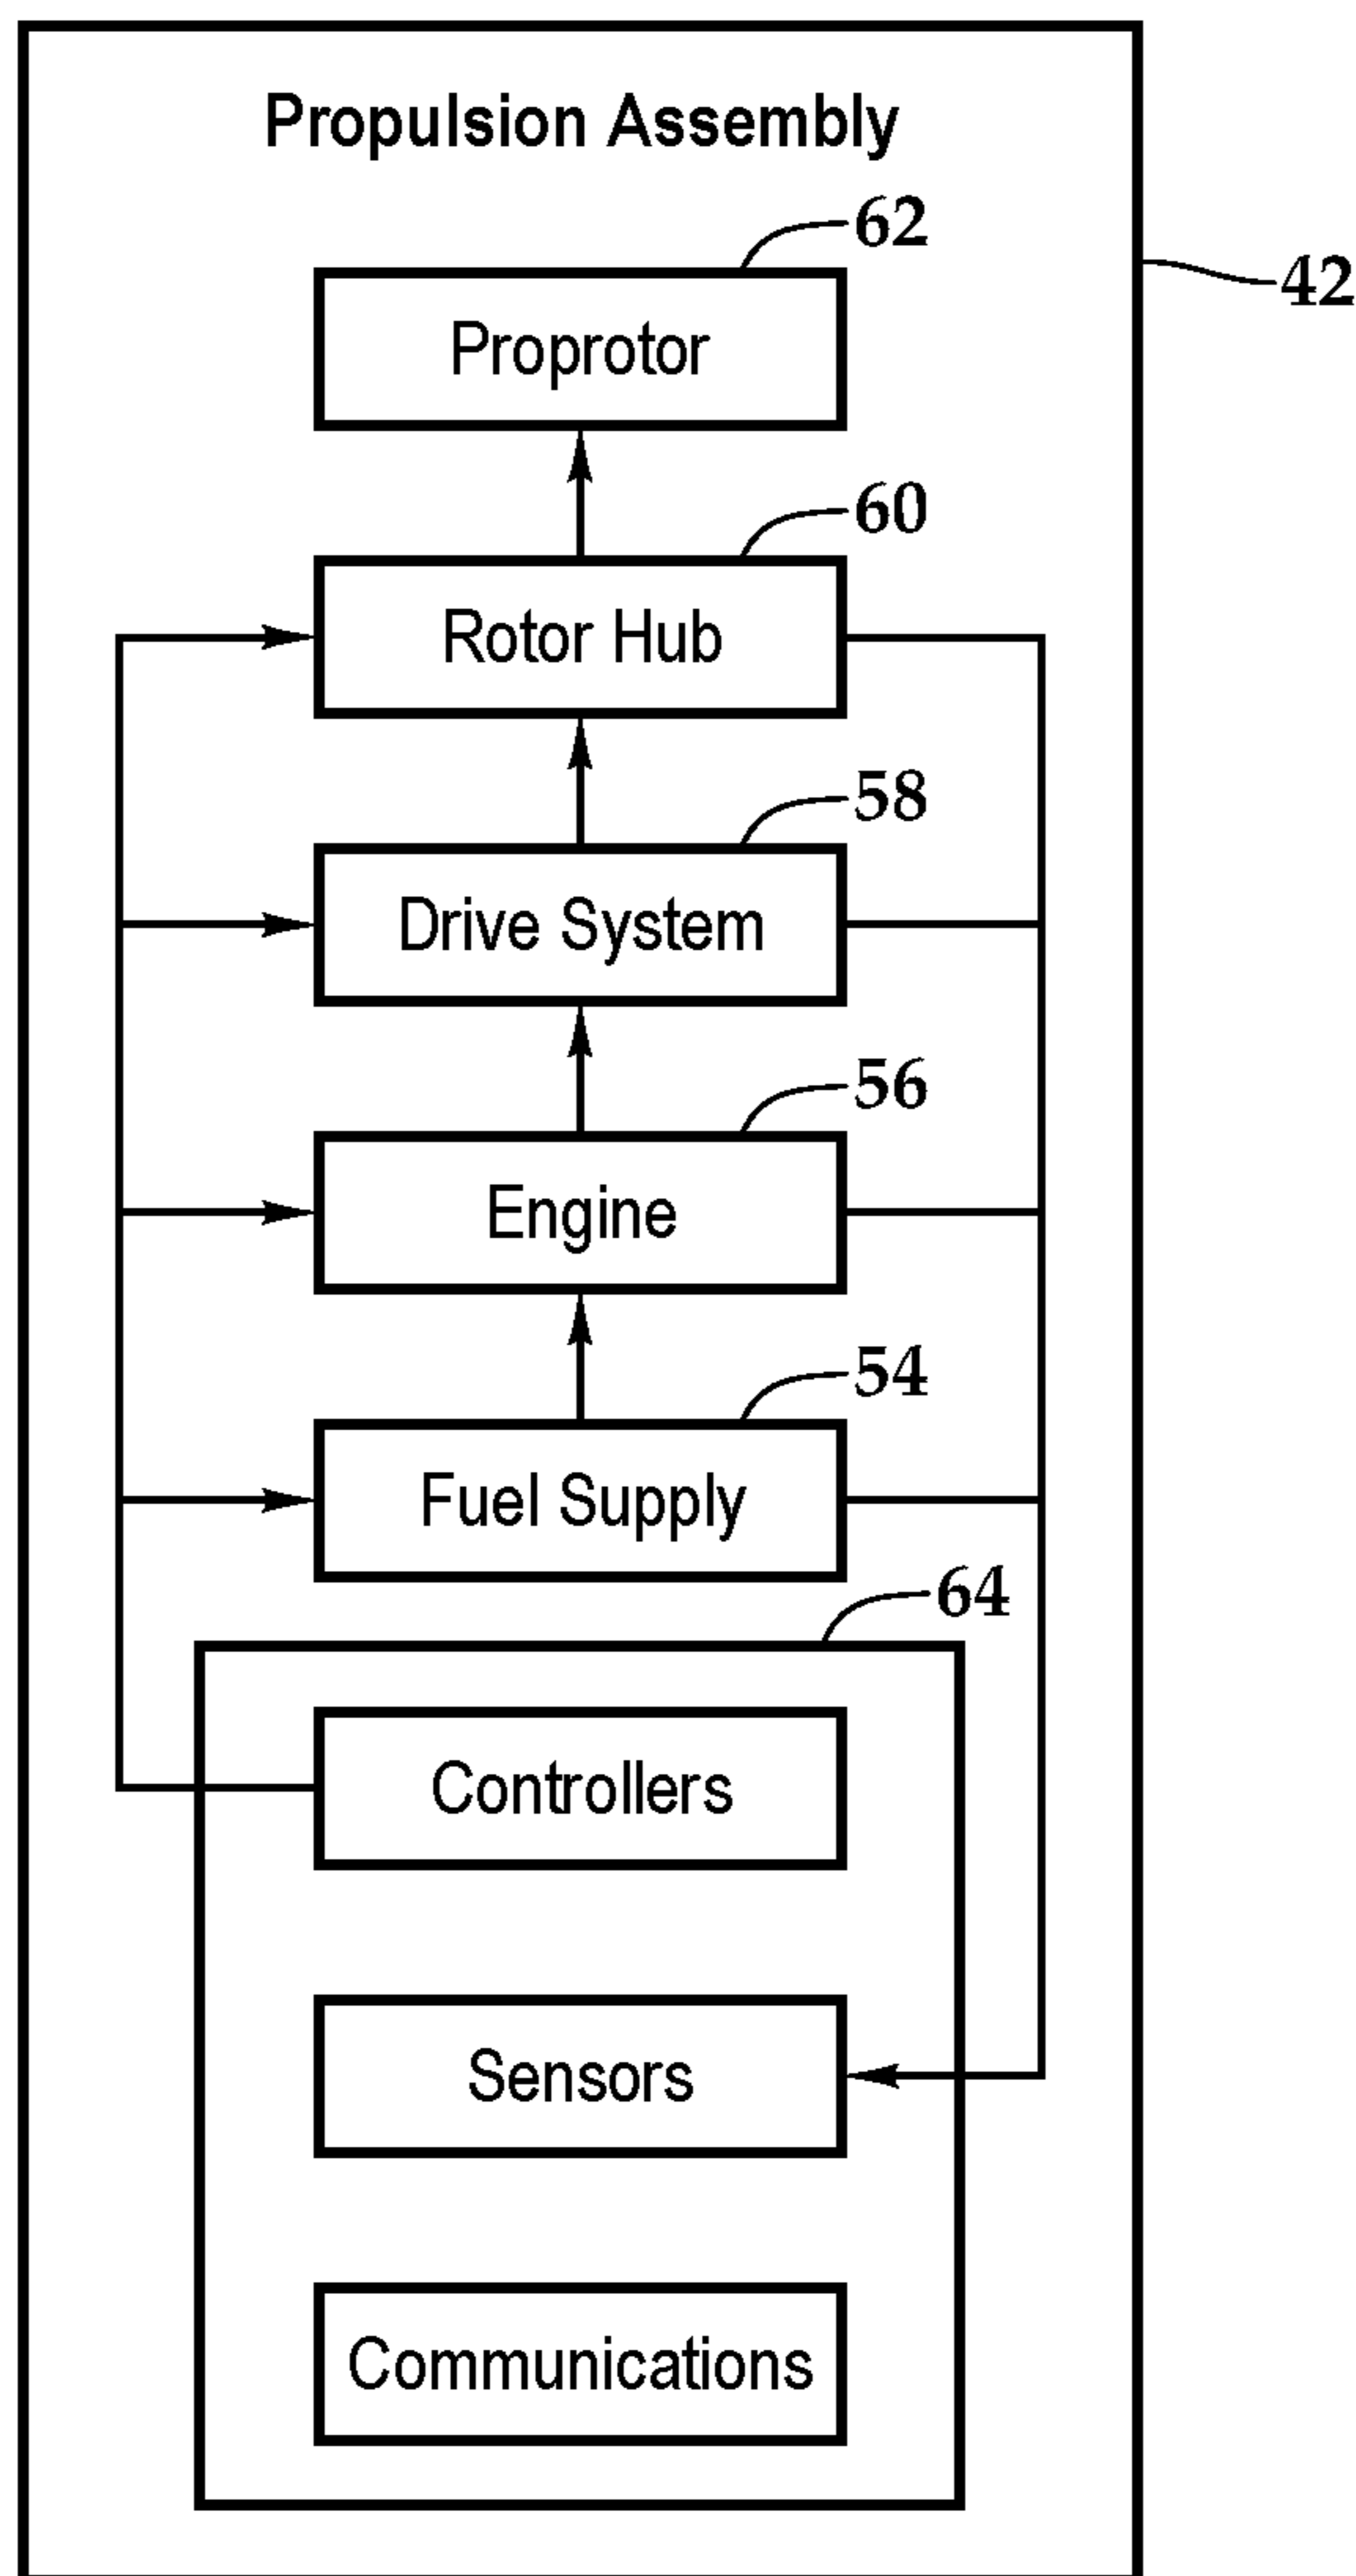 Propulsion Assembly
62
42
Proprotor
60
Rotor Hub
58
Drive System
56
Engine
54
Fuel Supply
64
Controllers
Sensors
Communications